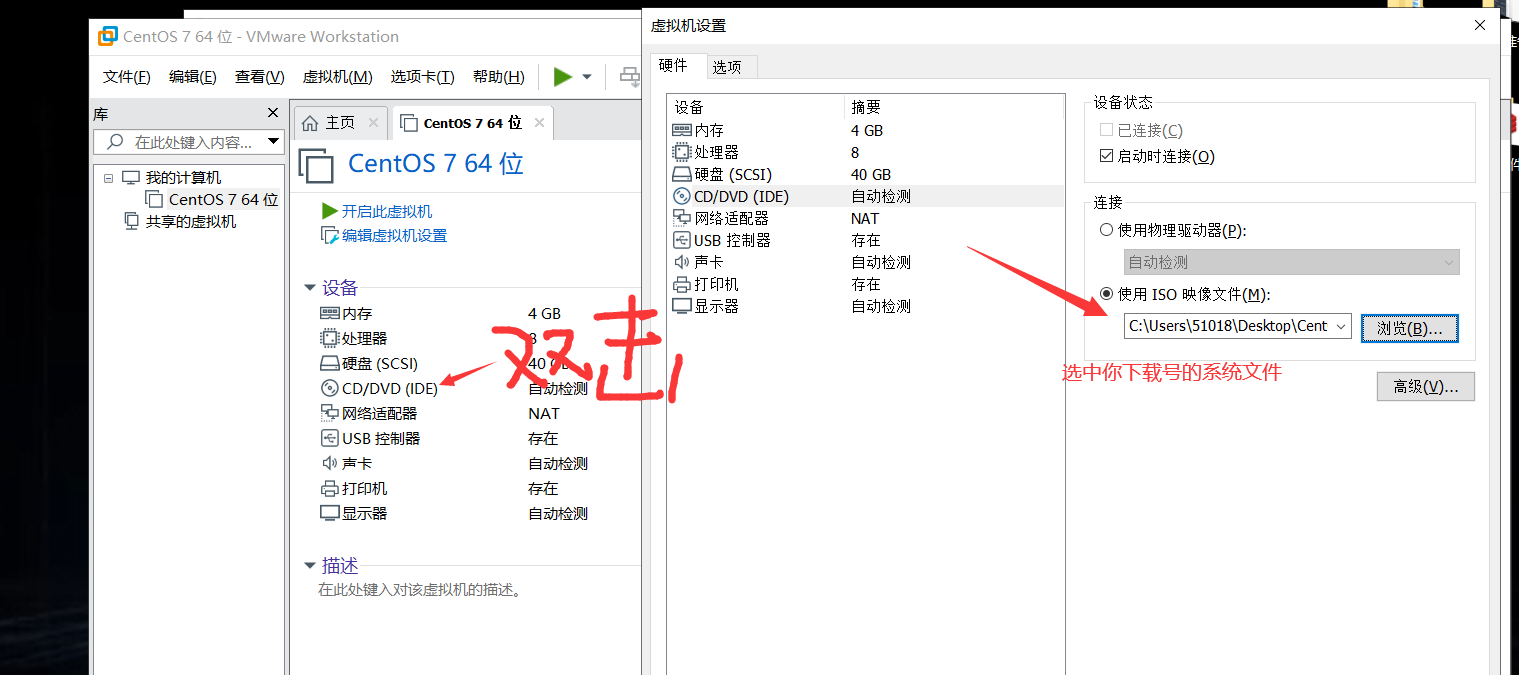 CentOS 7 64 位 - VMware Workstation
文件(F) 编辑(E) 查看(V) 虚拟机(M) 选项卡(T) 帮助(H)
库
在此处键入内容...
我的计算机
CentOS 7 64 位
共享的虚拟机
主页
CentOS 7 64 位
CentOS 7 64 位
开启此虚拟机
编辑虚拟机设置
设备
内存 4 GB
处理器 8
硬盘 (SCSI) 40 GB
CD/DVD (IDE) 自动检测
网络适配器 NAT
USB 控制器 存在
声卡 自动检测
打印机 存在
显示器 自动检测
双击
描述
在此处键入对该虚拟机的描述。
虚拟机设置
硬件 选项
设备 摘要
内存 4 GB
处理器 8
硬盘 (SCSI) 40 GB
CD/DVD (IDE) 自动检测
网络适配器 NAT
USB 控制器 存在
声卡 自动检测
打印机 存在
显示器 自动检测
设备状态
已连接(C)
启动时连接(O)
连接
使用物理驱动器(P):
自动检测
使用 ISO 映像文件(M):
C:\Users\51018\Desktop\Cent
浏览(B)...
选中你下载号的系统文件
高级(V)...